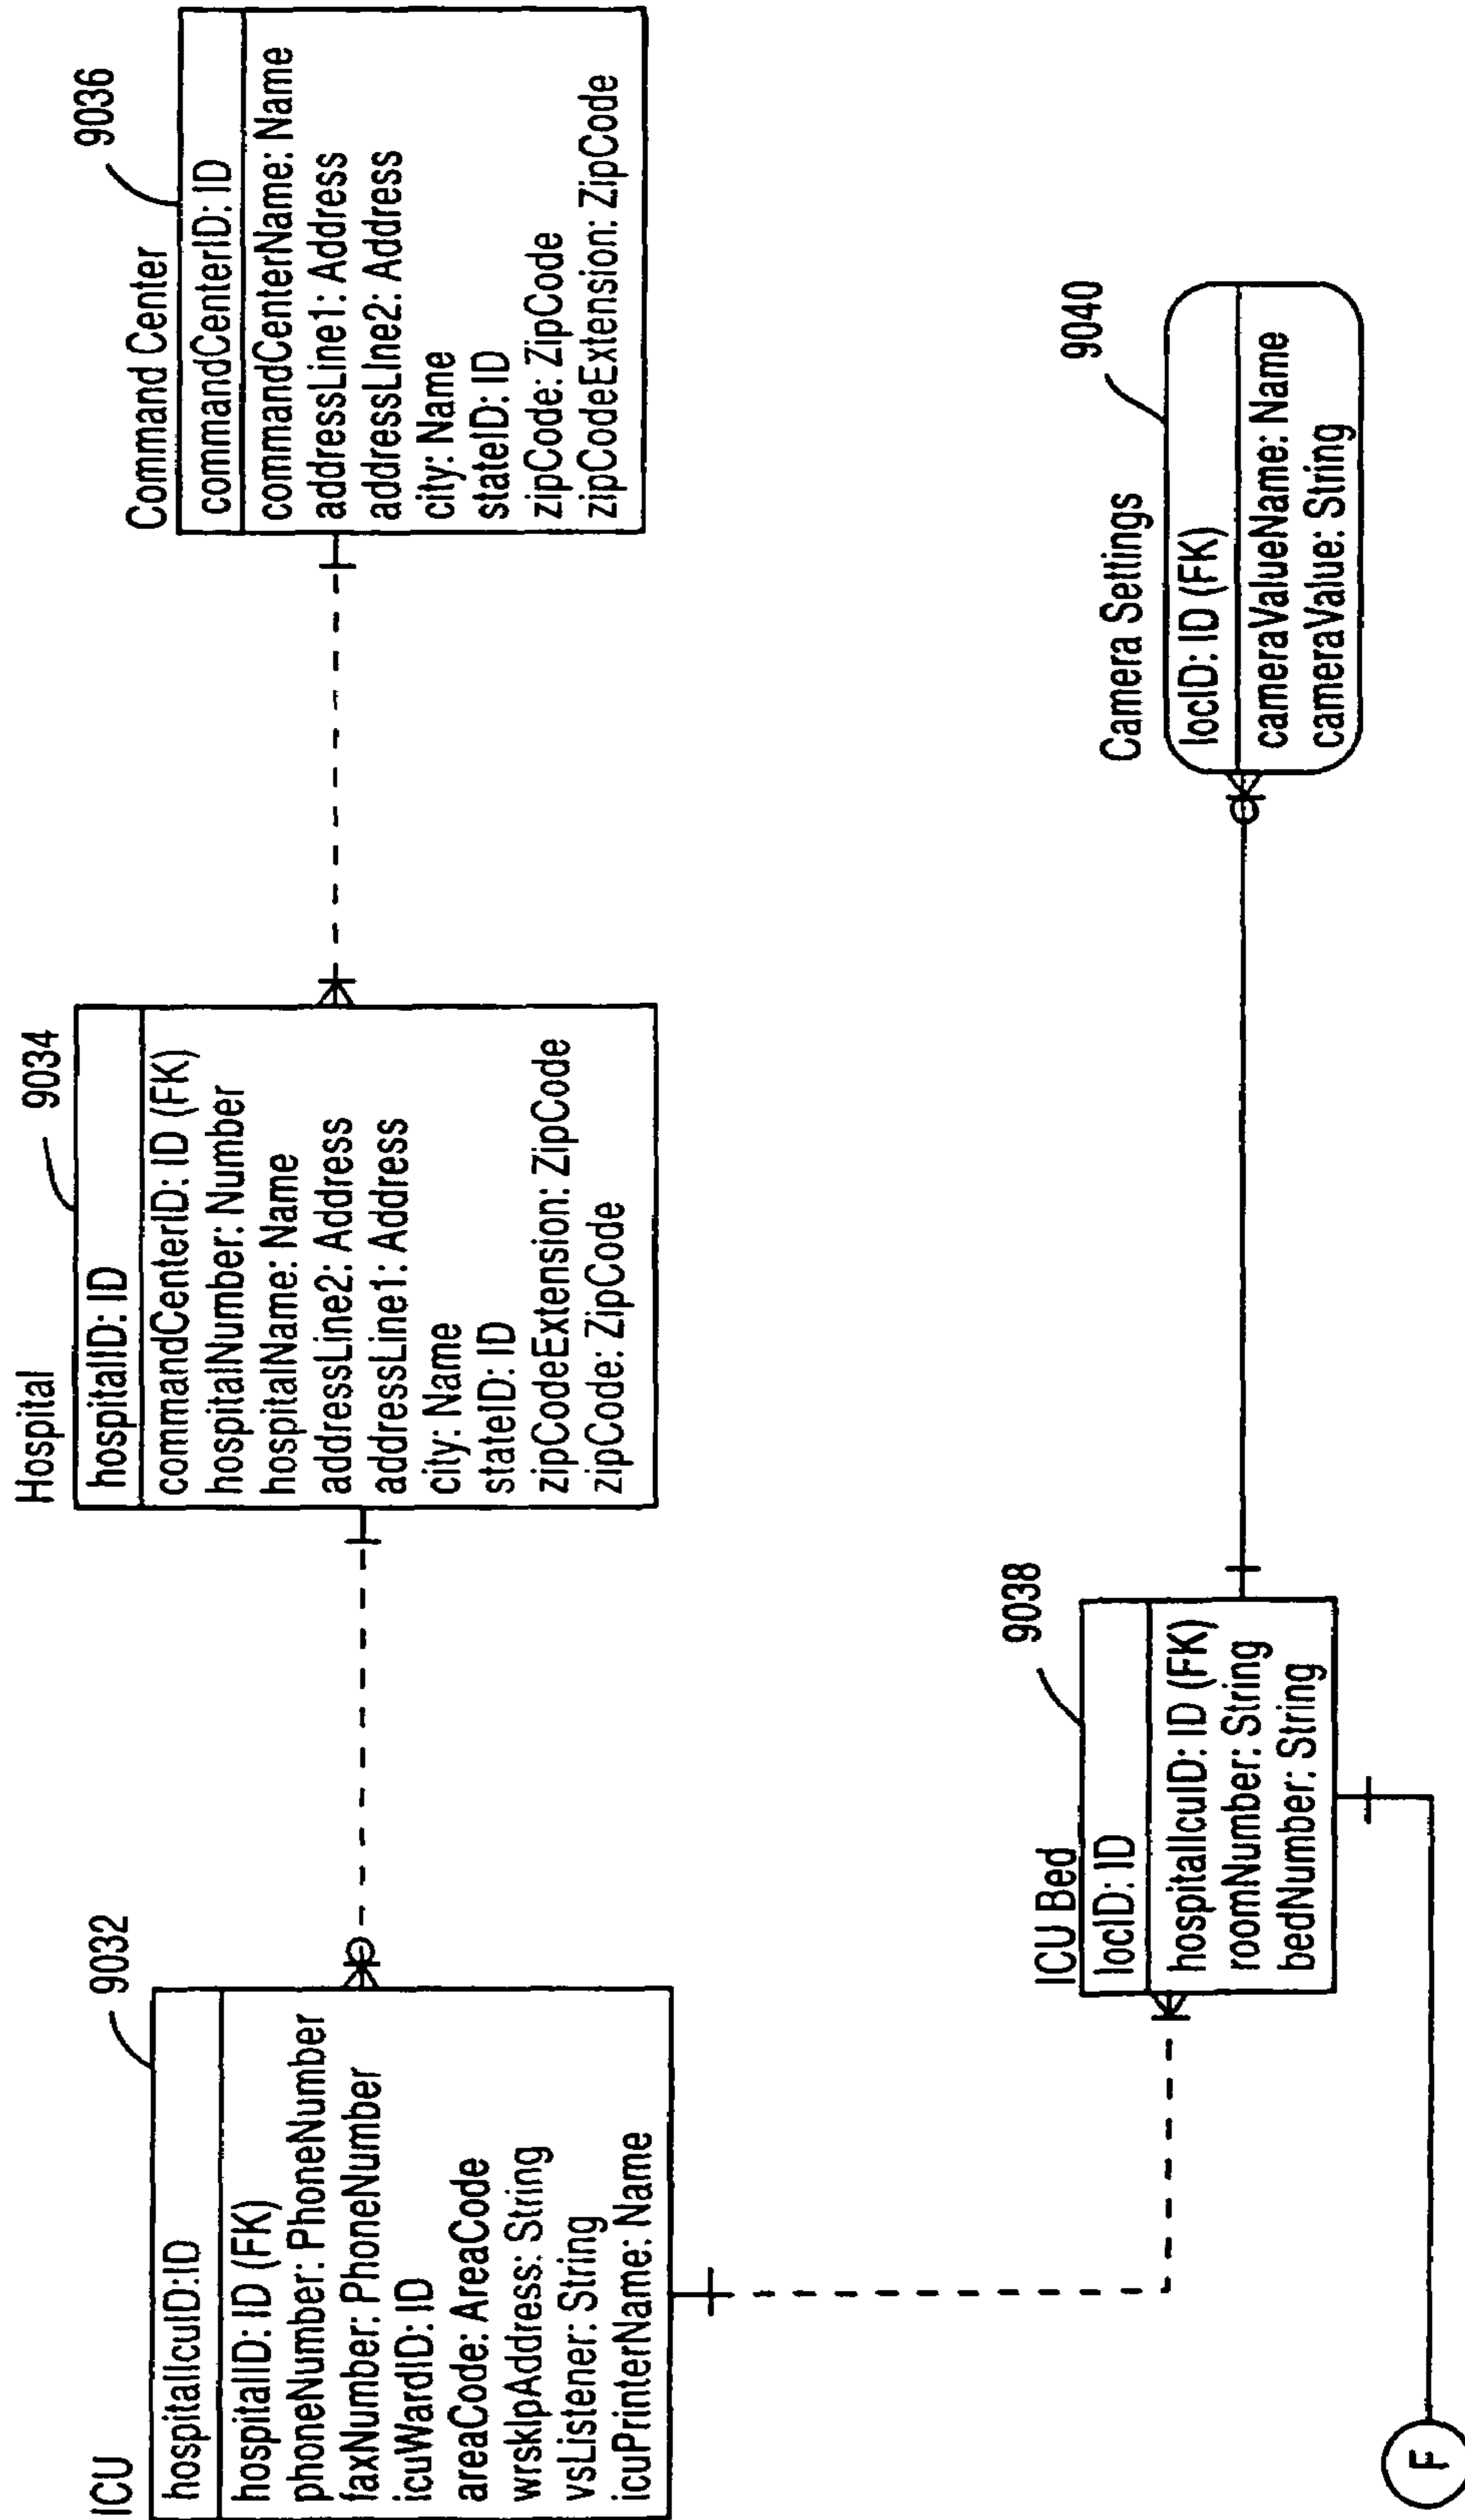 ICU
9032
hospitalIcuID:ID
hospitalID: ID (FK)
phoneNumber: PhoneNumber
faxNumber: PhoneNumber
icuWardID: ID
areaCode: AreaCode
wrskIpAddress: String
vsListener: String
icuPrinterName: Name
Hospital
9034
hospitalID: ID
commandCenterID: ID (FK)
hospitalNumber: Number
hospitalName: Name
addressLine2: Address
addressLine1: Address
city: Name
stateID: ID
zipCodeExtension: ZipCode
zipCode: ZipCode
Command Center
9036
commandCenterID: ID
commandCenterName: Name
addressLine1: Address
addressLine2: Address
city: Name
stateID: ID
zipCode: ZipCode
zipCodeExtension: ZipCode
ICU Bed
9038
locID: ID
hospitalIcuID: ID (FK)
roomNumber: String
bedNumber: String
Camera Settings
9040
locID: ID (FK)
cameraValueName: Name
cameraValue: String
F